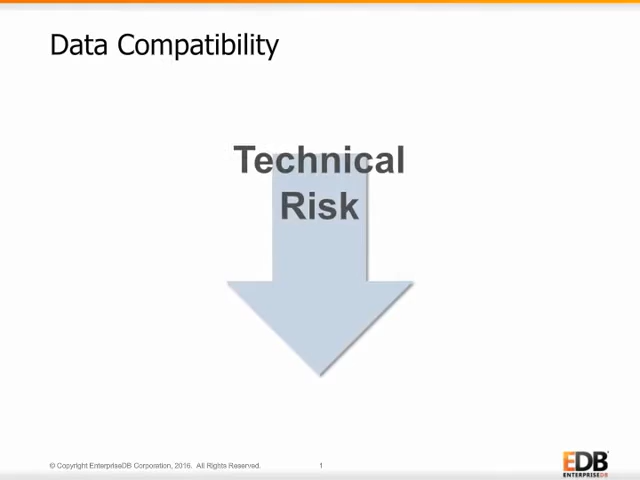 Data Compatibility
Technical
Risk
© Copyright EnterpriseDB Corporation, 2016. All Rights Reserved.
1
EDB
ENTERPRISEDB